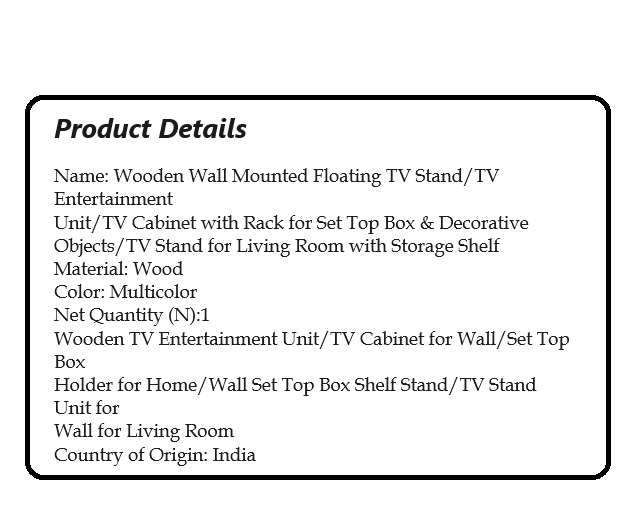 Product Details
Name: Wooden Wall Mounted Floating TV Stand/TV
Entertainment
Unit/TV Cabinet with Rack for Set Top Box & Decorative
Objects/TV Stand for Living Room with Storage Shelf
Material: Wood
Color: Multicolor
Net Quantity (N):1
Wooden TV Entertainment Unit/TV Cabinet for Wall/Set Top
Box
Holder for Home/Wall Set Top Box Shelf Stand/TV Stand
Unit for
Wall for Living Room
Country of Origin: India